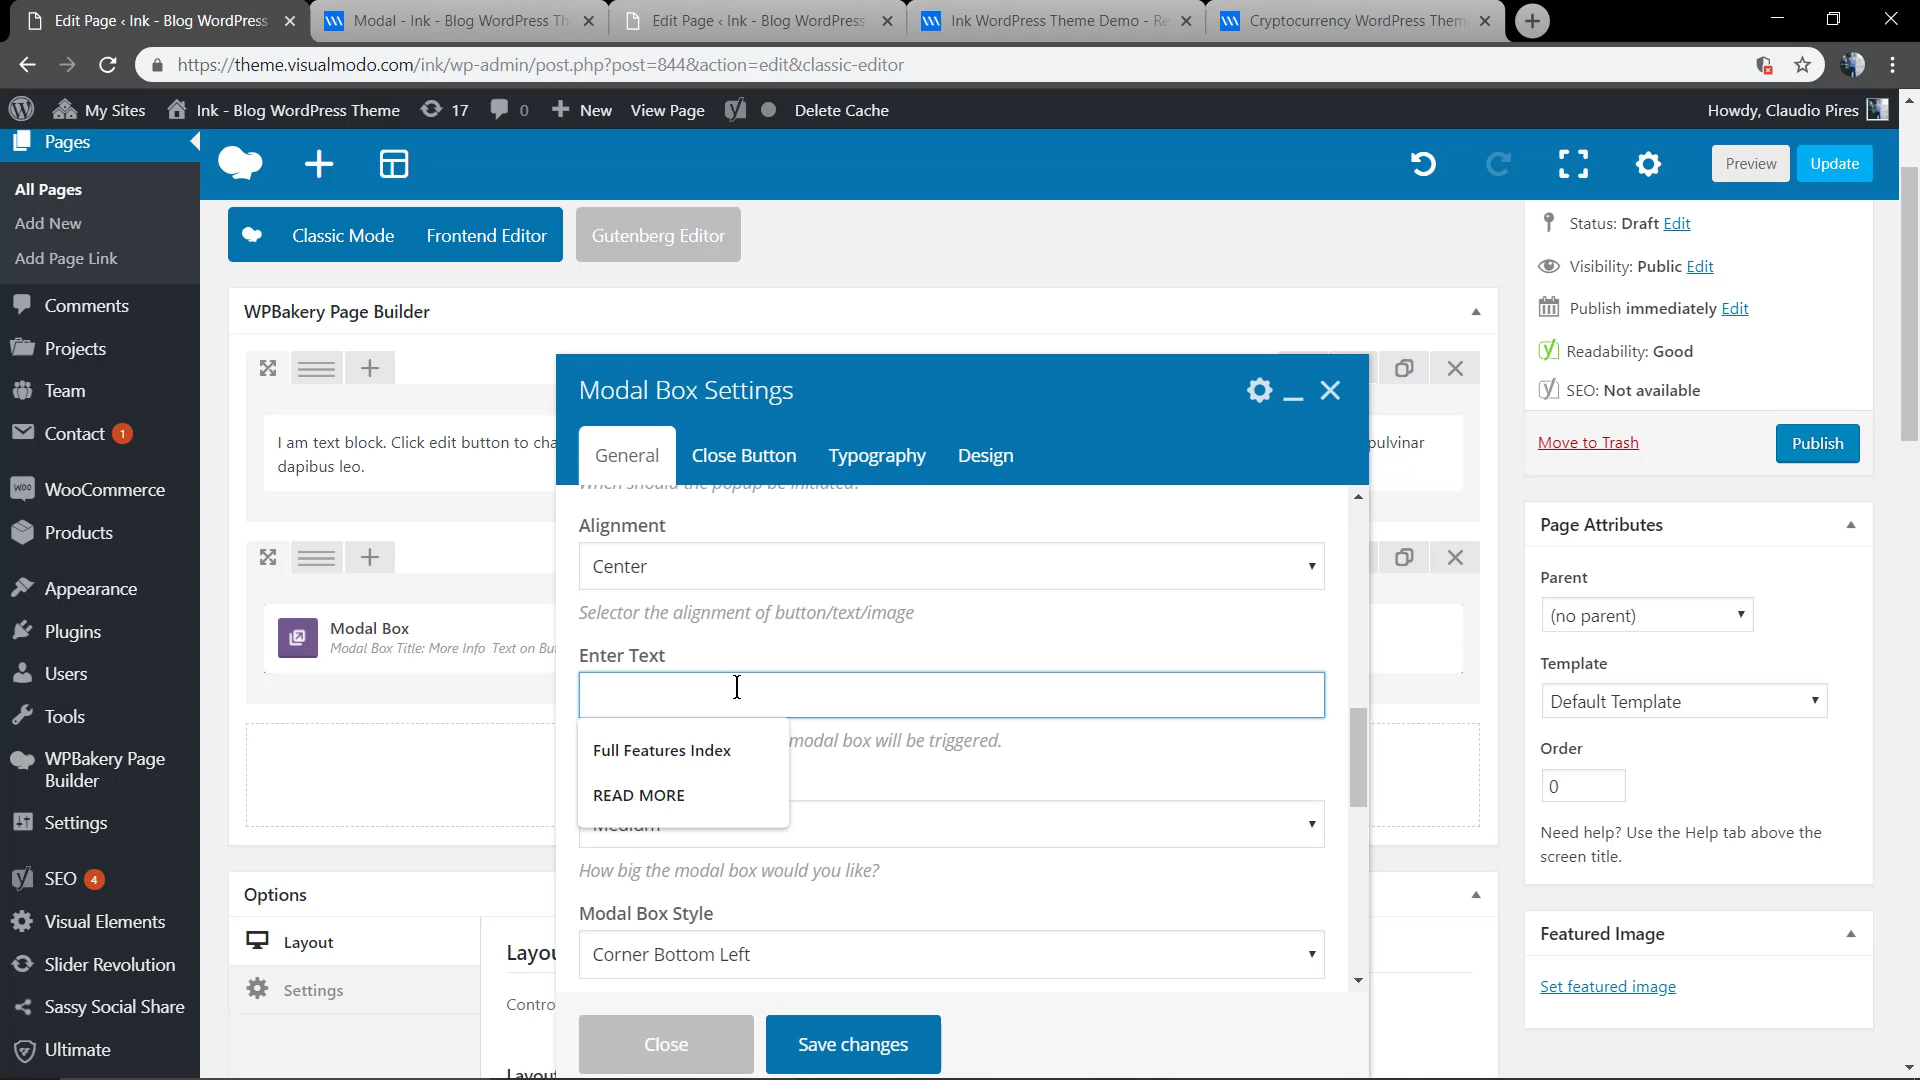 Edit Page ‹ Ink - Blog WordPress
Modal - Ink - Blog WordPress Th
Edit Page ‹ Ink - Blog WordPress
Ink WordPress Theme Demo - Re
Cryptocurrency WordPress Them
https://theme.visualmodo.com/ink/wp-admin/post.php?post=844&action=edit&classic-editor
My Sites
Ink - Blog WordPress Theme
17
0
New
View Page
Delete Cache
Howdy, Claudio Pires
Pages
Preview
Update
All Pages
Add New
Add Page Link
Comments
Projects
Team
Contact 1
WooCommerce
Products
Appearance
Plugins
Users
Tools
WPBakery Page
Builder
Settings
SEO 4
Visual Elements
Slider Revolution
Sassy Social Share
Ultimate
Classic Mode
Frontend Editor
Gutenberg Editor
WPBakery Page Builder
I am text block. Click edit button to cha
pulvinar
dapibus leo.
Modal Box
Modal Box Title: More Info Text on Bu
Options
Layout
Settings
Layou
Contro
Layout
Modal Box Settings
General
Close Button
Typography
Design
When should the popup be initiated?
Alignment
Center
Selector the alignment of button/text/image
Enter Text
Full Features Index
READ MORE
modal box will be triggered.
Medium
How big the modal box would you like?
Modal Box Style
Corner Bottom Left
Close
Save changes
Status: Draft Edit
Visibility: Public Edit
Publish immediately Edit
Readability: Good
SEO: Not available
Move to Trash
Publish
Page Attributes
Parent
(no parent)
Template
Default Template
Order
0
Need help? Use the Help tab above the
screen title.
Featured Image
Set featured image